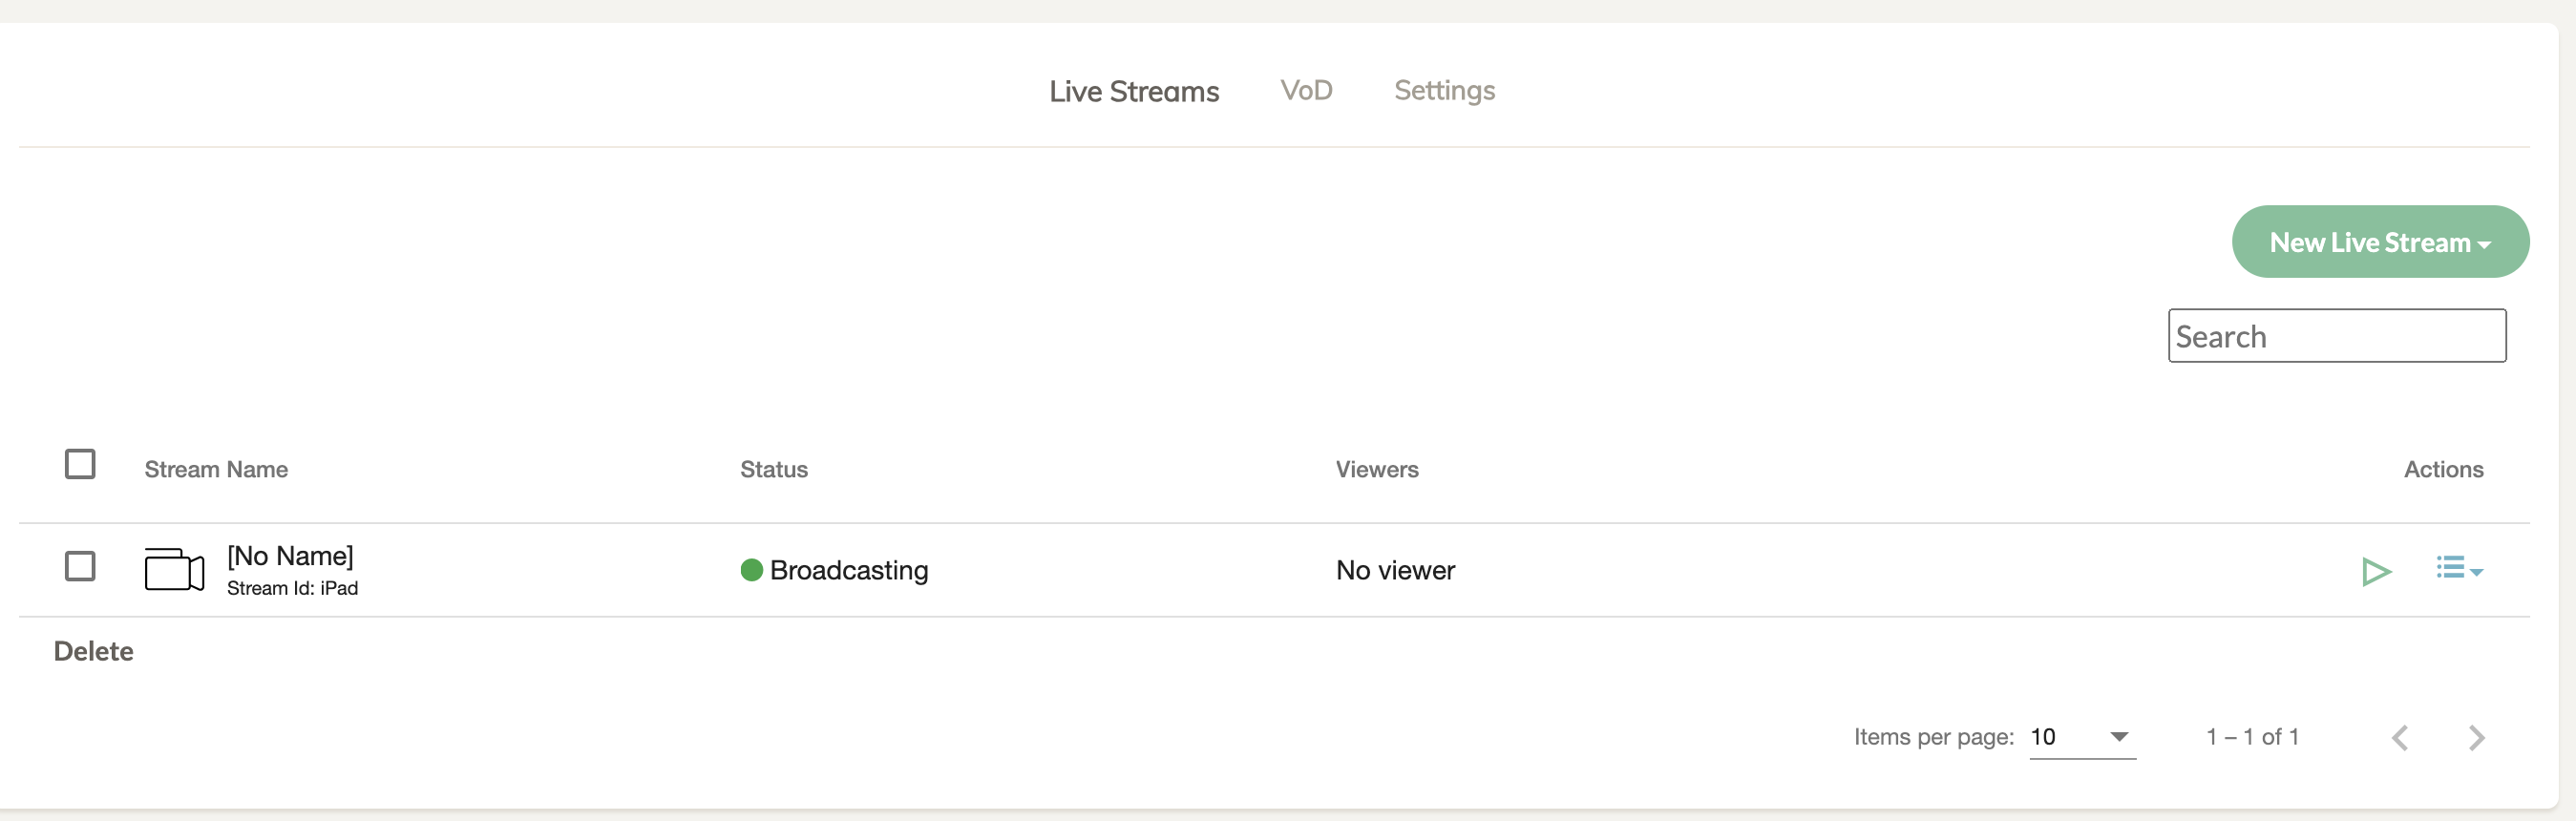 Live Streams VoD Settings
New Live Stream
Search
Stream Name Status Viewers Actions
[No Name]
Stream Id: iPad
Broadcasting
No viewer
Delete
Items per page: 10 1 – 1 of 1